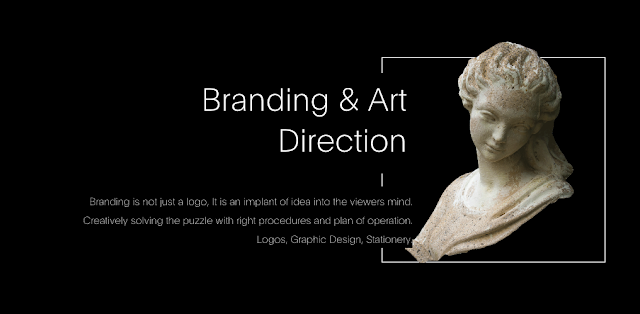 Branding & Art
Direction
Branding is not just a logo, It is an implant of idea into the viewers mind.
Creatively solving the puzzle with right procedures and plan of operation.
Logos, Graphic Design, Stationery